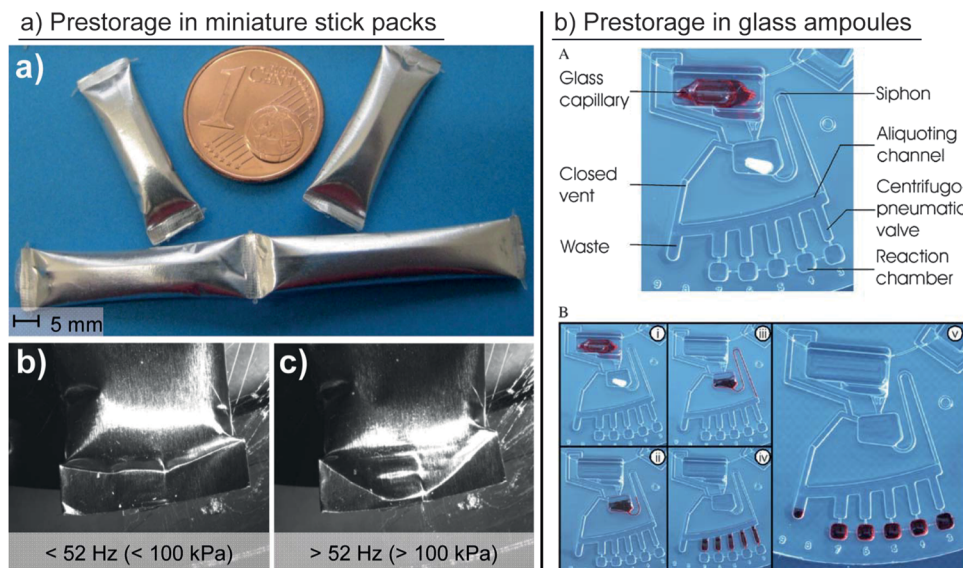 a) Prestorage in miniature stick packs
a)
1
CENT
5 mm
b)
< 52 Hz (< 100 kPa)
c)
> 52 Hz (> 100 kPa)
b) Prestorage in glass ampoules
A
Glass
capillary
Closed
vent
Waste
Siphon
Aliquoting
channel
Centrifugo-
pneumatic
valve
Reaction
chamber
B
i
iii
v
ii
iv